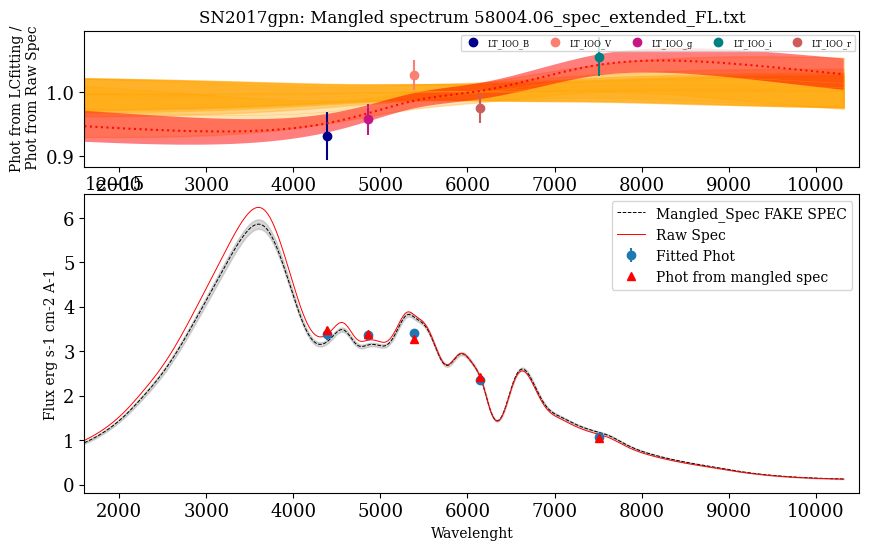 SN2017gpn: Mangled spectrum 58004.06_spec_extended_FL.txt
Phot from LCfitting /
Phot from Raw Spec
LT_IOO_B LT_IOO_V LT_IOO_g LT_IOO_i LT_IOO_r
1.0
0.9
2000 3000 4000 5000 6000 7000 8000 9000 10000
1e−15
Mangled_Spec FAKE SPEC
Raw Spec
Fitted Phot
Phot from mangled spec
Flux erg s-1 cm-2 A-1
6
5
4
3
2
1
0
2000 3000 4000 5000 6000 7000 8000 9000 10000
Wavelenght